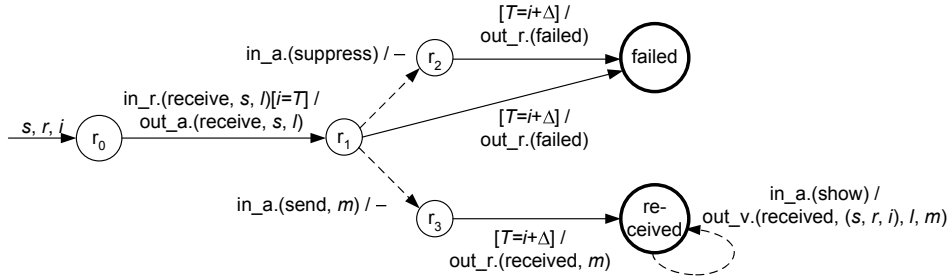 [T=i+Δ] /
out_r.(failed)
in_a.(suppress) / –
r2
failed
in_r.(receive, s, l)[i=T] /
out_a.(receive, s, l)
s, r, i
r0
r1
[T=i+Δ] /
out_r.(failed)
in_a.(send, m) / –
r3
re-
ceived
in_a.(show) /
out_v.(received, (s, r, i), l, m)
[T=i+Δ] /
out_r.(received, m)